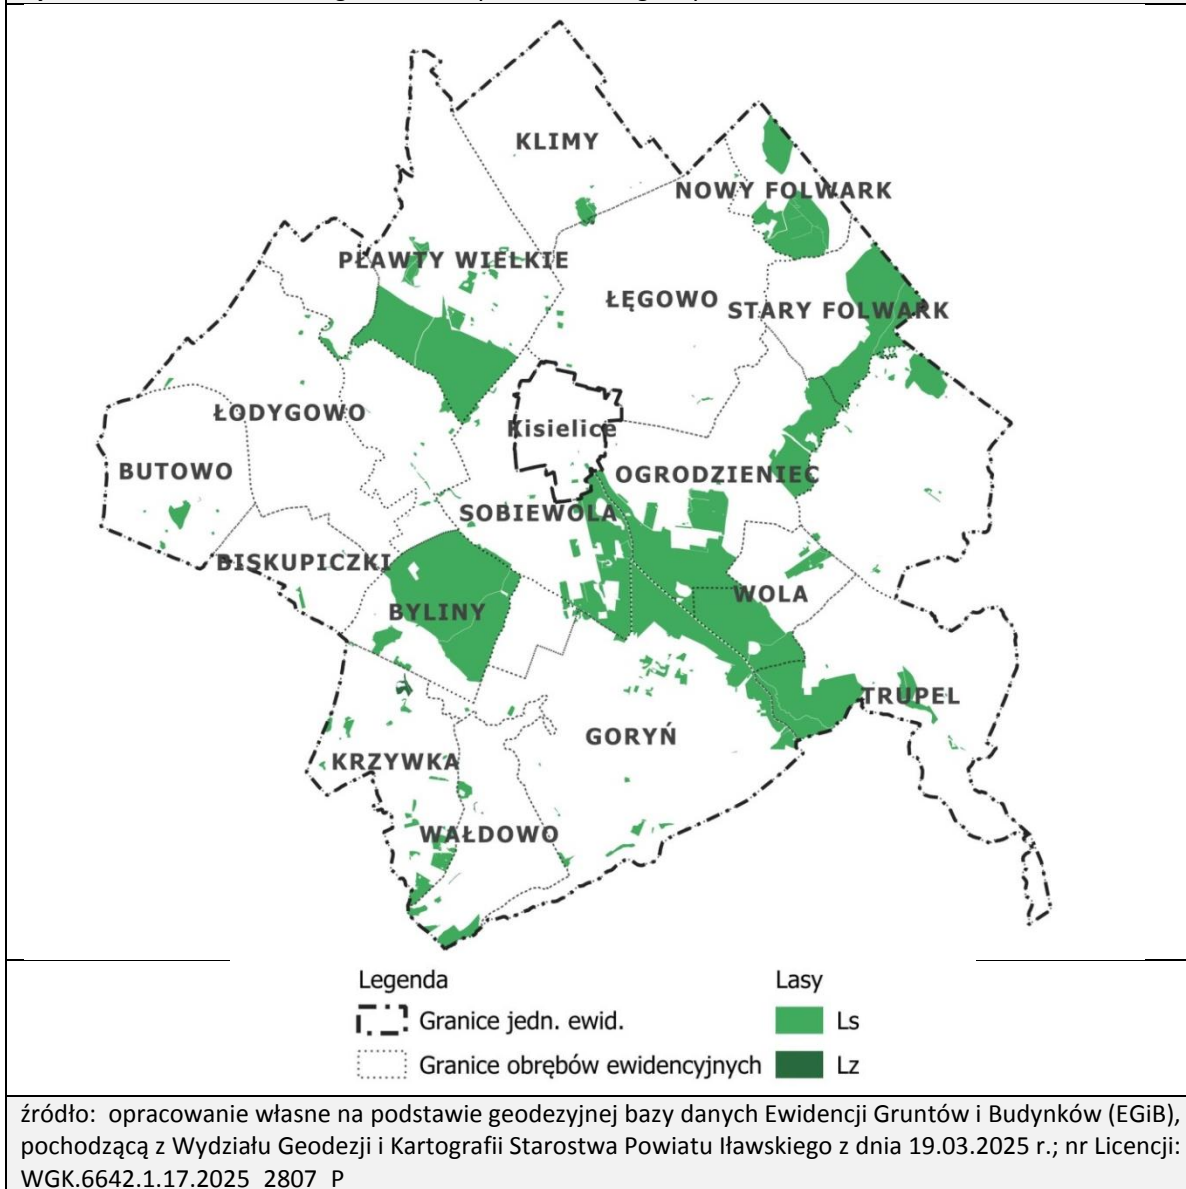 KLIMY
NOWY FOLWARK
PŁAWTY WIELKIE
ŁĘGOWO
STARY FOLWARK
ŁODYGOWO
Kisielice
BUTOWO
OGRODZIENIEC
SOBIEWOLA
BISKUPICZKI
WOLA
BYLINY
TRUPEL
GORYŃ
KRZYWKA
WAŁDOWO
Legenda
Lasy
Granice jedn. ewid.
Ls
Granice obrębów ewidencyjnych
Lz
źródło: opracowanie własne na podstawie geodezyjnej bazy danych Ewidencji Gruntów i Budynków (EGiB),
pochodzącą z Wydziału Geodezji i Kartografii Starostwa Powiatu Iławskiego z dnia 19.03.2025 r.; nr Licencji:
WGK.6642.1.17.2025_2807_P